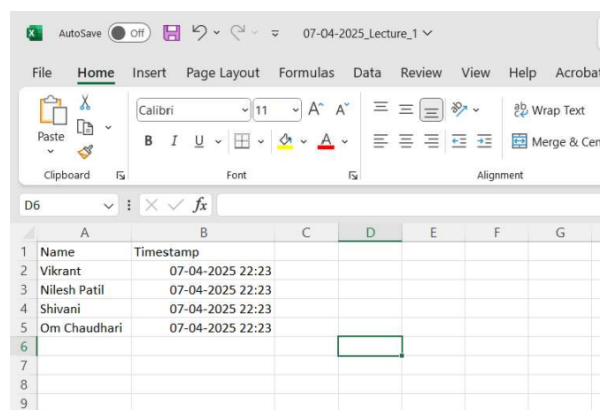 AutoSave Off 07-04-2025_Lecture_1
File Home Insert Page Layout Formulas Data Review View Help Acrobat
Calibri 11 A^ Aˇ ab Wrap Text
Paste B I U A Merge & Cen
Clipboard Font Alignment
D6 fx
A B C D E F G
1 Name Timestamp
2 Vikrant 07-04-2025 22:23
3 Nilesh Patil 07-04-2025 22:23
4 Shivani 07-04-2025 22:23
5 Om Chaudhari 07-04-2025 22:23
6
7
8
9